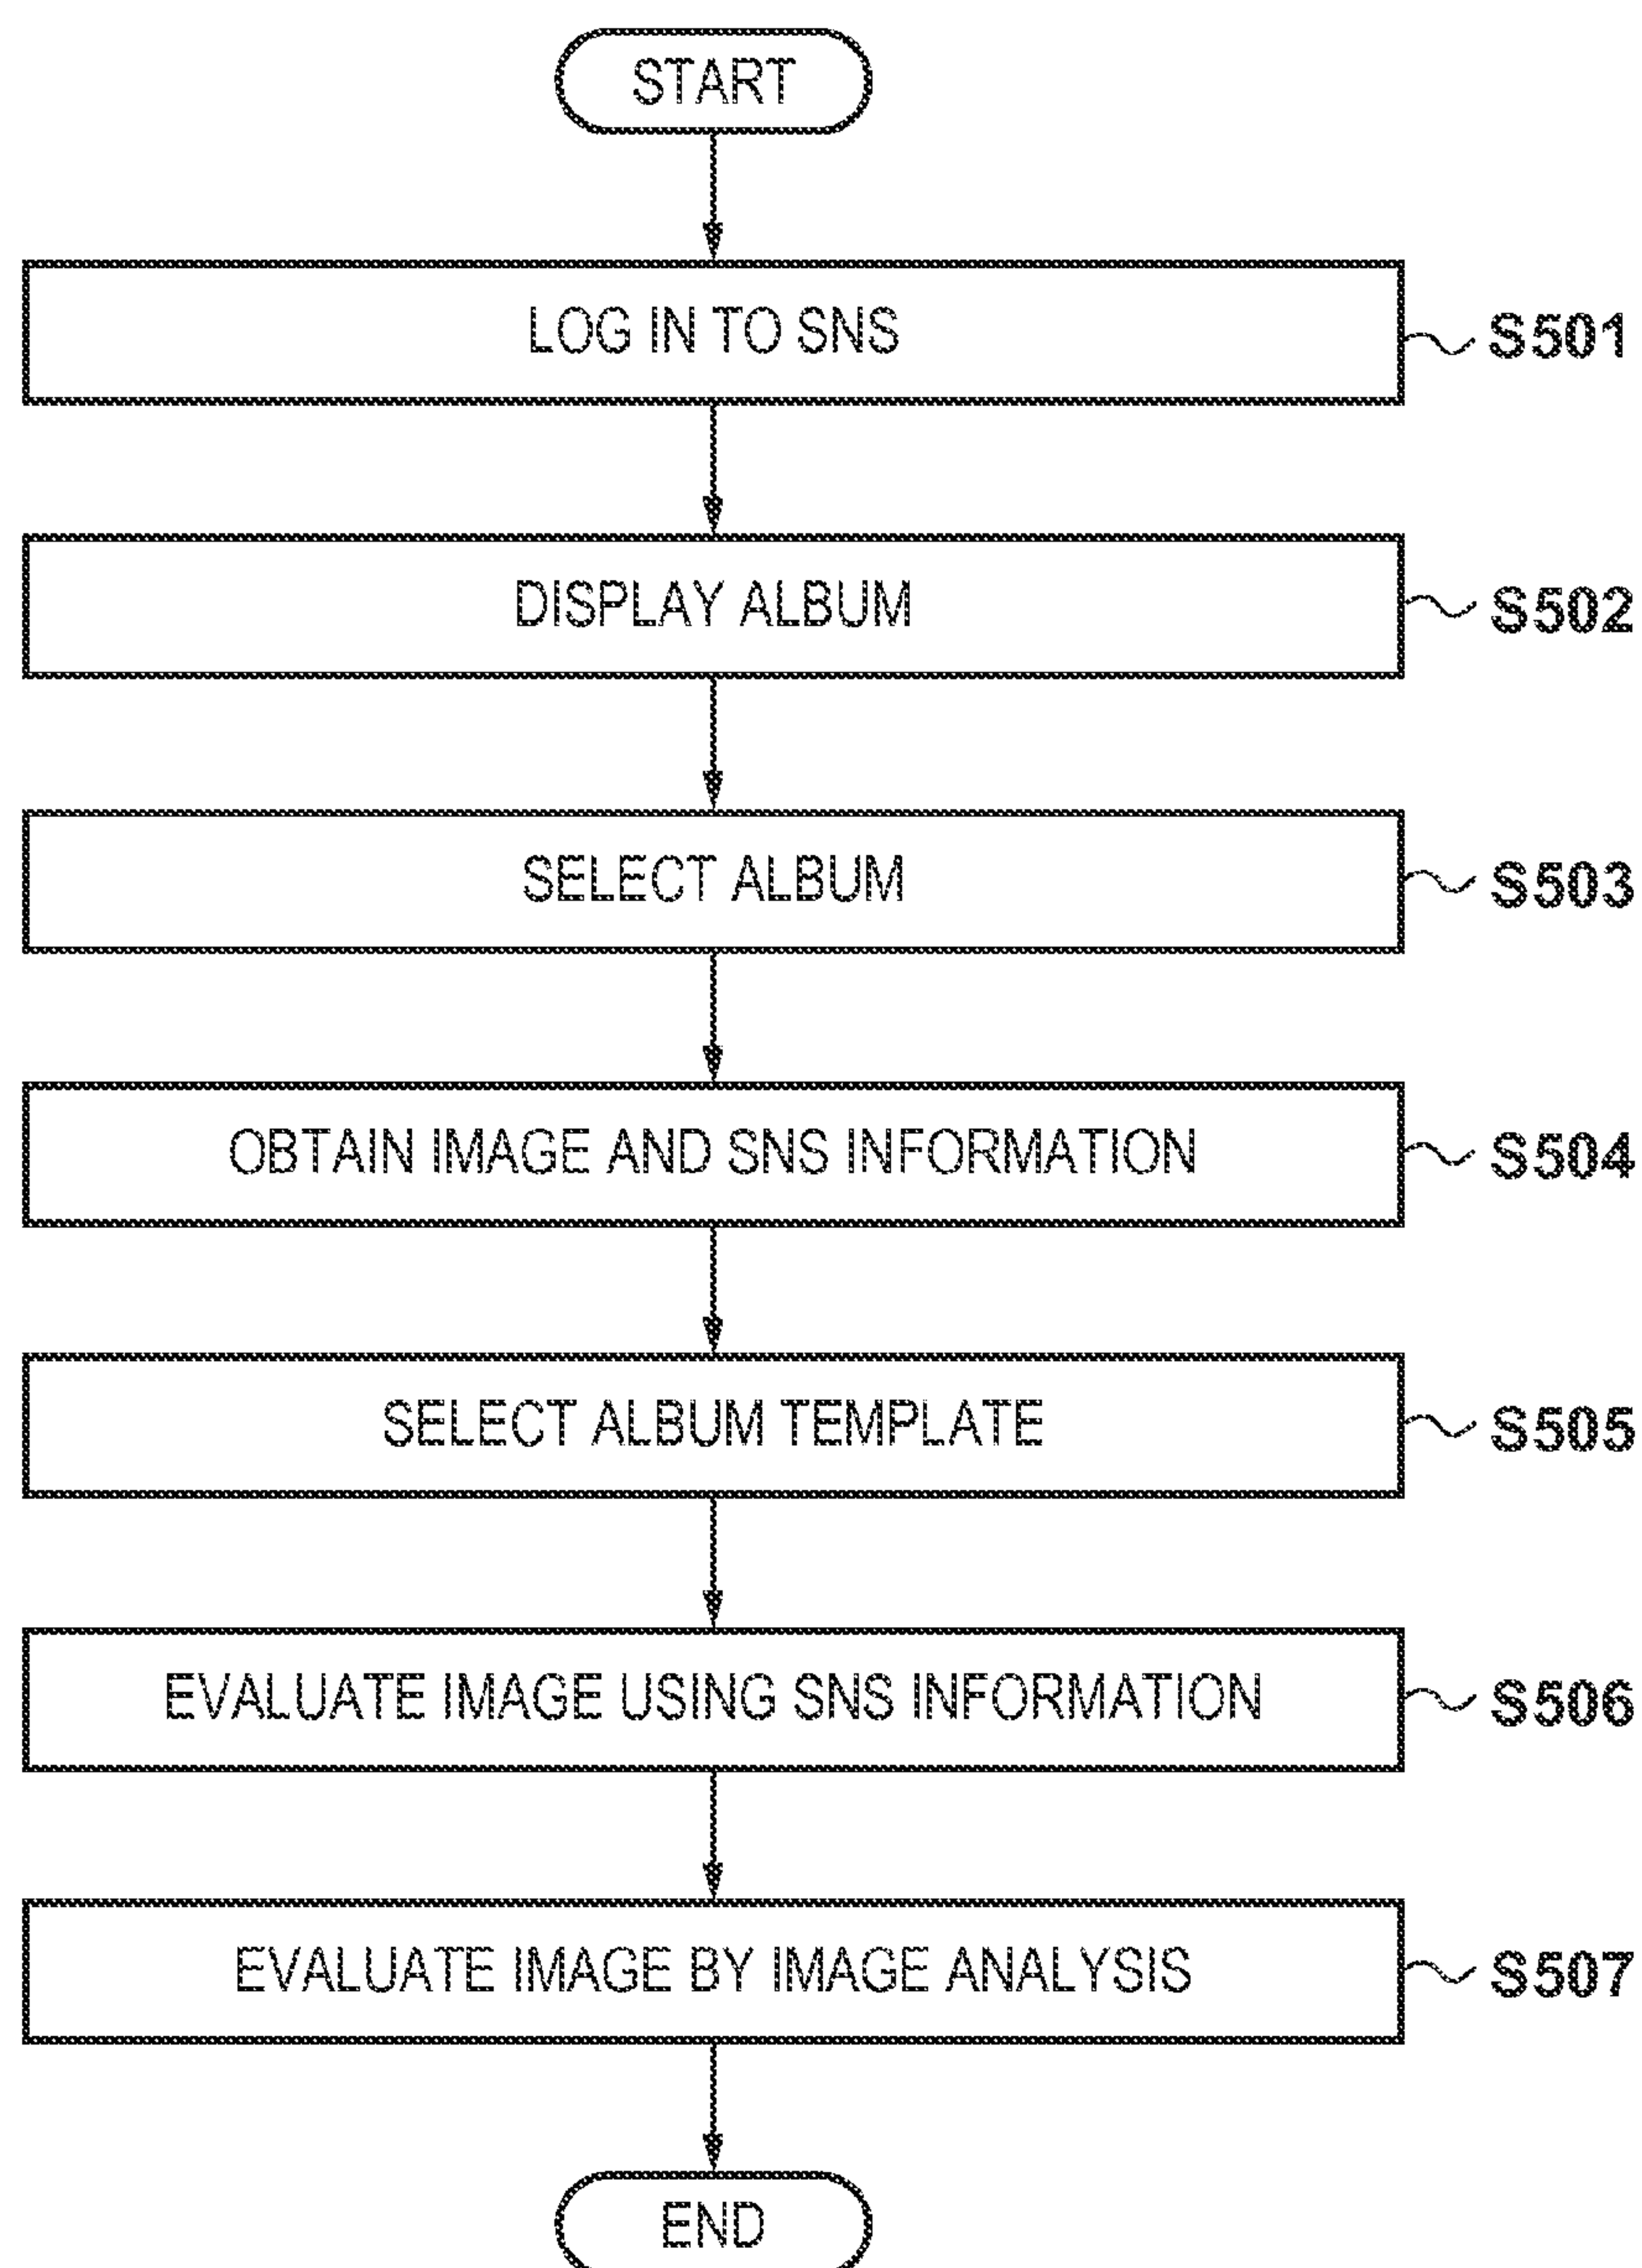 START
LOG IN TO SNS
S501
DISPLAY ALBUM
S502
SELECT ALBUM
S503
OBTAIN IMAGE AND SNS INFORMATION
S504
SELECT ALBUM TEMPLATE
S505
EVALUATE IMAGE USING SNS INFORMATION
S506
EVALUATE IMAGE BY IMAGE ANALYSIS
S507
END